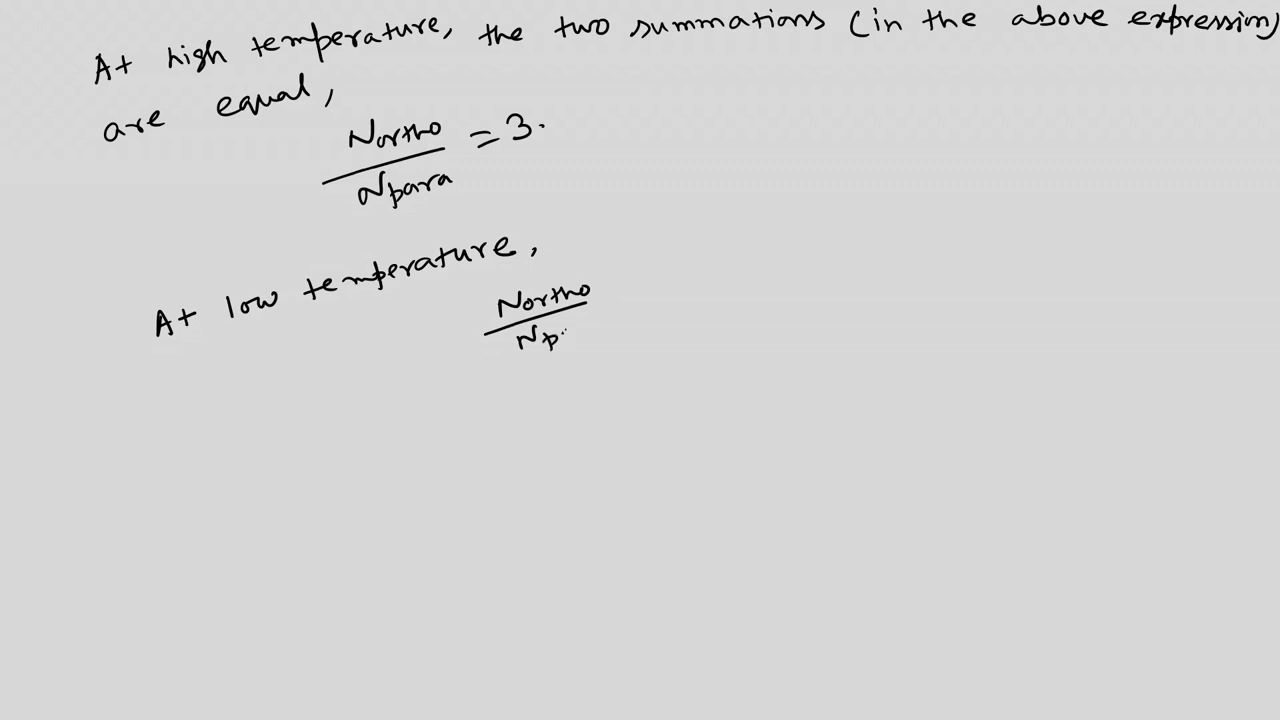 At high temperature, the two summations (in the above expression)
are equal,
Northo
Npara
= 3.
At low temperature,
Northo
Np